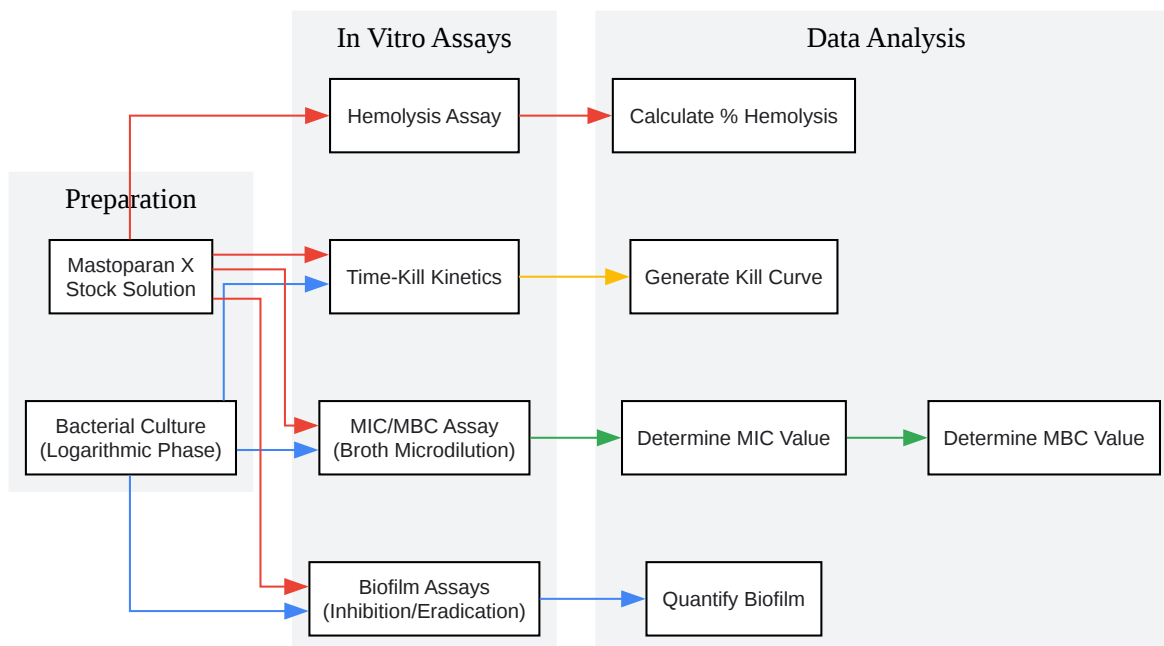 In Vitro Assays
Data Analysis
Hemolysis Assay
Calculate % Hemolysis
Preparation
Mastoparan X
Stock Solution
Time-Kill Kinetics
Generate Kill Curve
Bacterial Culture
(Logarithmic Phase)
MIC/MBC Assay
(Broth Microdilution)
Determine MIC Value
Determine MBC Value
Biofilm Assays
(Inhibition/Eradication)
Quantify Biofilm